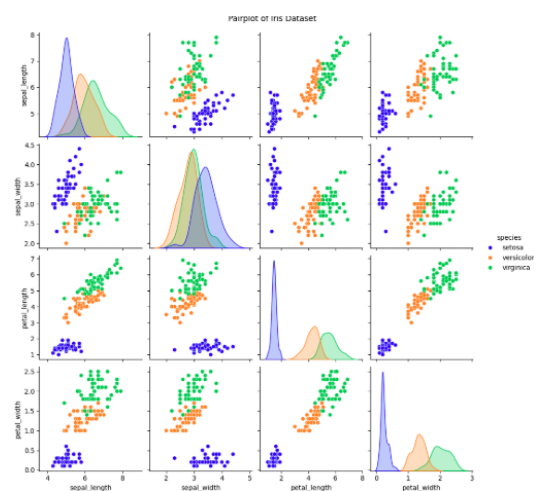 Pairplot of Iris Dataset
sepal_length
8
7
6
5
sepal_width
4.5
4.0
3.5
3.0
2.5
2.0
species
setosa
versicolor
virginica
petal_length
7
6
5
4
3
2
1
petal_width
2.5
2.0
1.5
1.0
0.5
0.0
4 6 8
2 3 4 5
2 4 6 8
0 1 2 3
sepal_length sepal_width petal_length petal_width